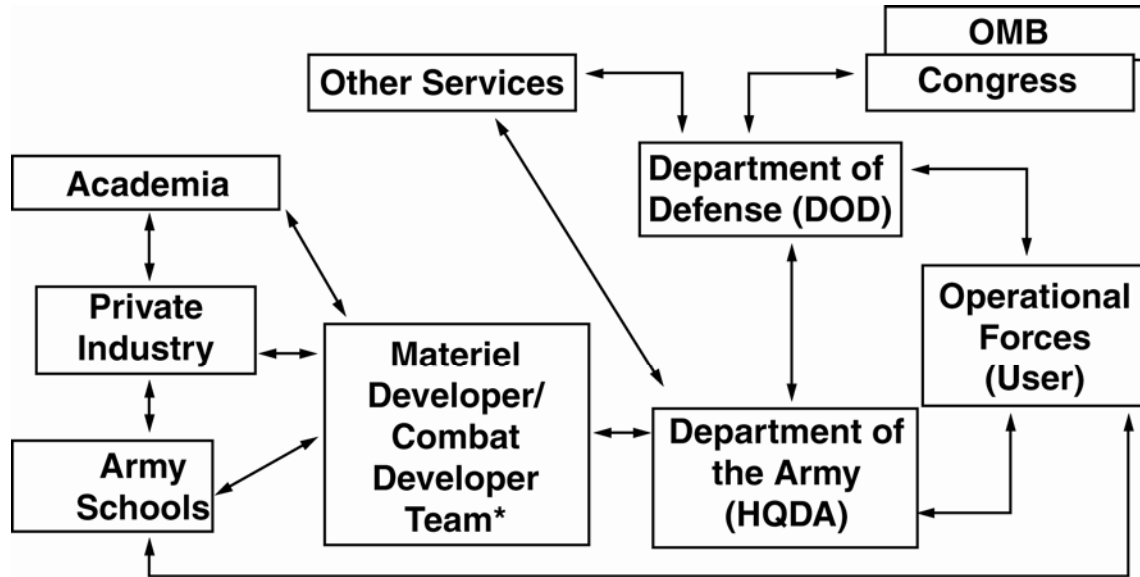 OMB
Congress
Other Services
Department of
Defense (DOD)
Academia
Private
Industry
Operational
Forces
(User)
Materiel
Developer/
Combat
Developer
Team*
Department of
the Army
(HQDA)
Army
Schools